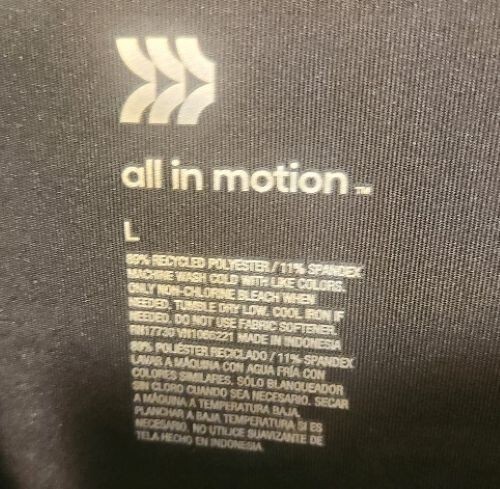 all in motion™
L
89% RECYCLED POLYESTER / 11% SPANDEX
MACHINE WASH COLD WITH LIKE COLORS.
ONLY NON-CHLORINE BLEACH WHEN
NEEDED. TUMBLE DRY LOW. COOL IRON IF
NEEDED. DO NOT USE FABRIC SOFTENER.
RN17730 MADE IN INDONESIA
POLIÉSTER RECICLADO / 11% SPANDEX
LAVAR A MÁQUINA CON AGUA FRÍA CON
COLORES SIMILARES. SÓLO BLANQUEADOR
SIN CLORO CUANDO SEA NECESARIO. SECAR
A MÁQUINA A TEMPERATURA BAJA.
PLANCHAR A BAJA TEMPERATURA SI ES
NECESARIO. NO UTILICE SUAVIZANTE DE
TELA HECHO EN INDONESIA